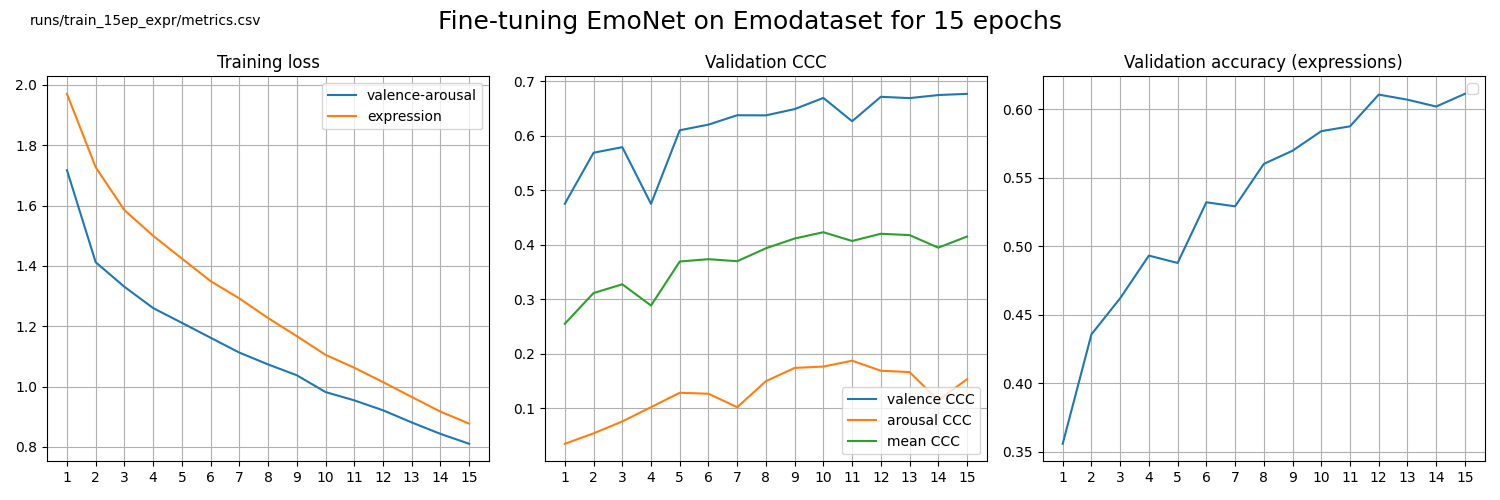 runs/train_15ep_expr/metrics.csv
Fine-tuning EmoNet on Emodataset for 15 epochs
Training loss
2.0
1.8
1.6
1.4
1.2
1.0
0.8
valence-arousal
expression
1 2 3 4 5 6 7 8 9 10 11 12 13 14 15
Validation CCC
0.7
0.6
0.5
0.4
0.3
0.2
0.1
valence CCC
arousal CCC
mean CCC
1 2 3 4 5 6 7 8 9 10 11 12 13 14 15
Validation accuracy (expressions)
0.60
0.55
0.50
0.45
0.40
0.35
1 2 3 4 5 6 7 8 9 10 11 12 13 14 15